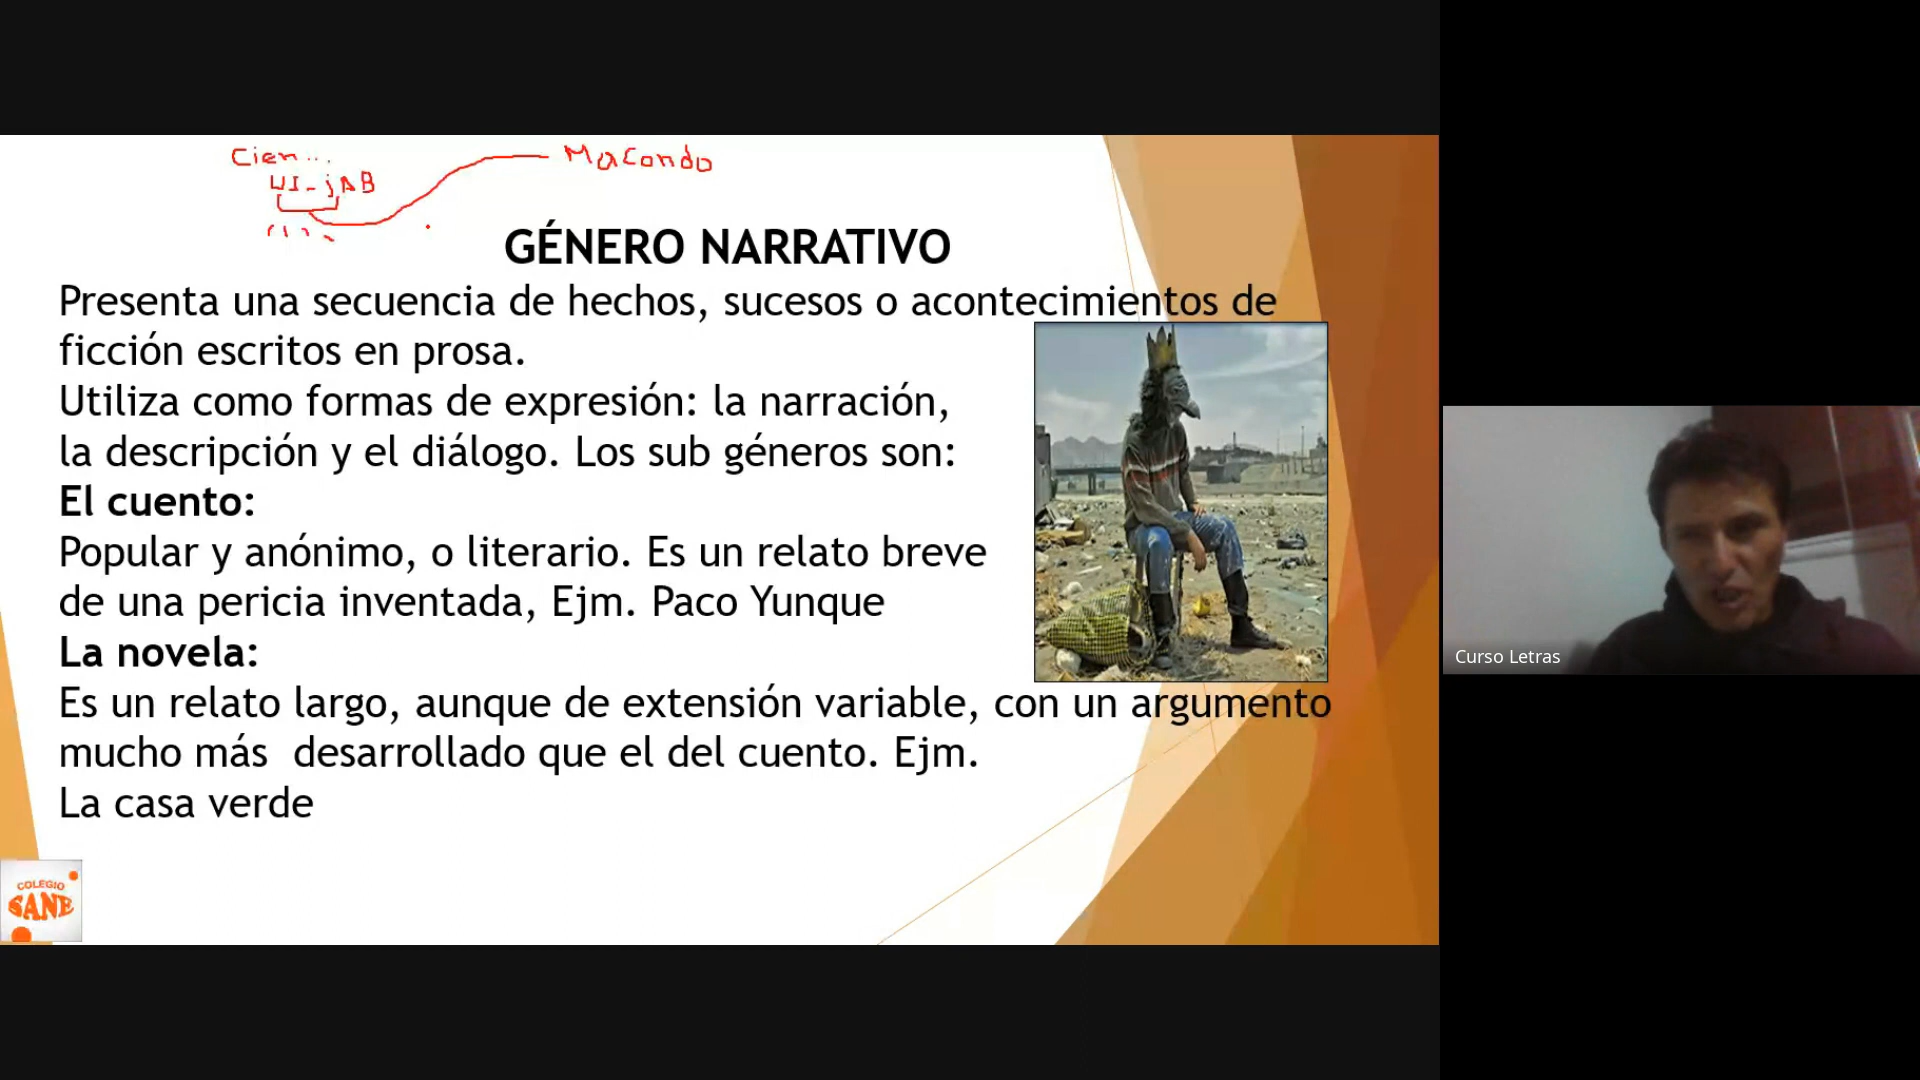 Cien...
UI-jAB
Macondo
GÉNERO NARRATIVO
Presenta una secuencia de hechos, sucesos o acontecimientos de
ficción escritos en prosa.
Utiliza como formas de expresión: la narración,
la descripción y el diálogo. Los sub géneros son:
El cuento:
Popular y anónimo, o literario. Es un relato breve
de una pericia inventada, Ejm. Paco Yunque
La novela:
Es un relato largo, aunque de extensión variable, con un argumento
mucho más  desarrollado que el del cuento. Ejm.
La casa verde
COLEGIO
SANE
Curso Letras